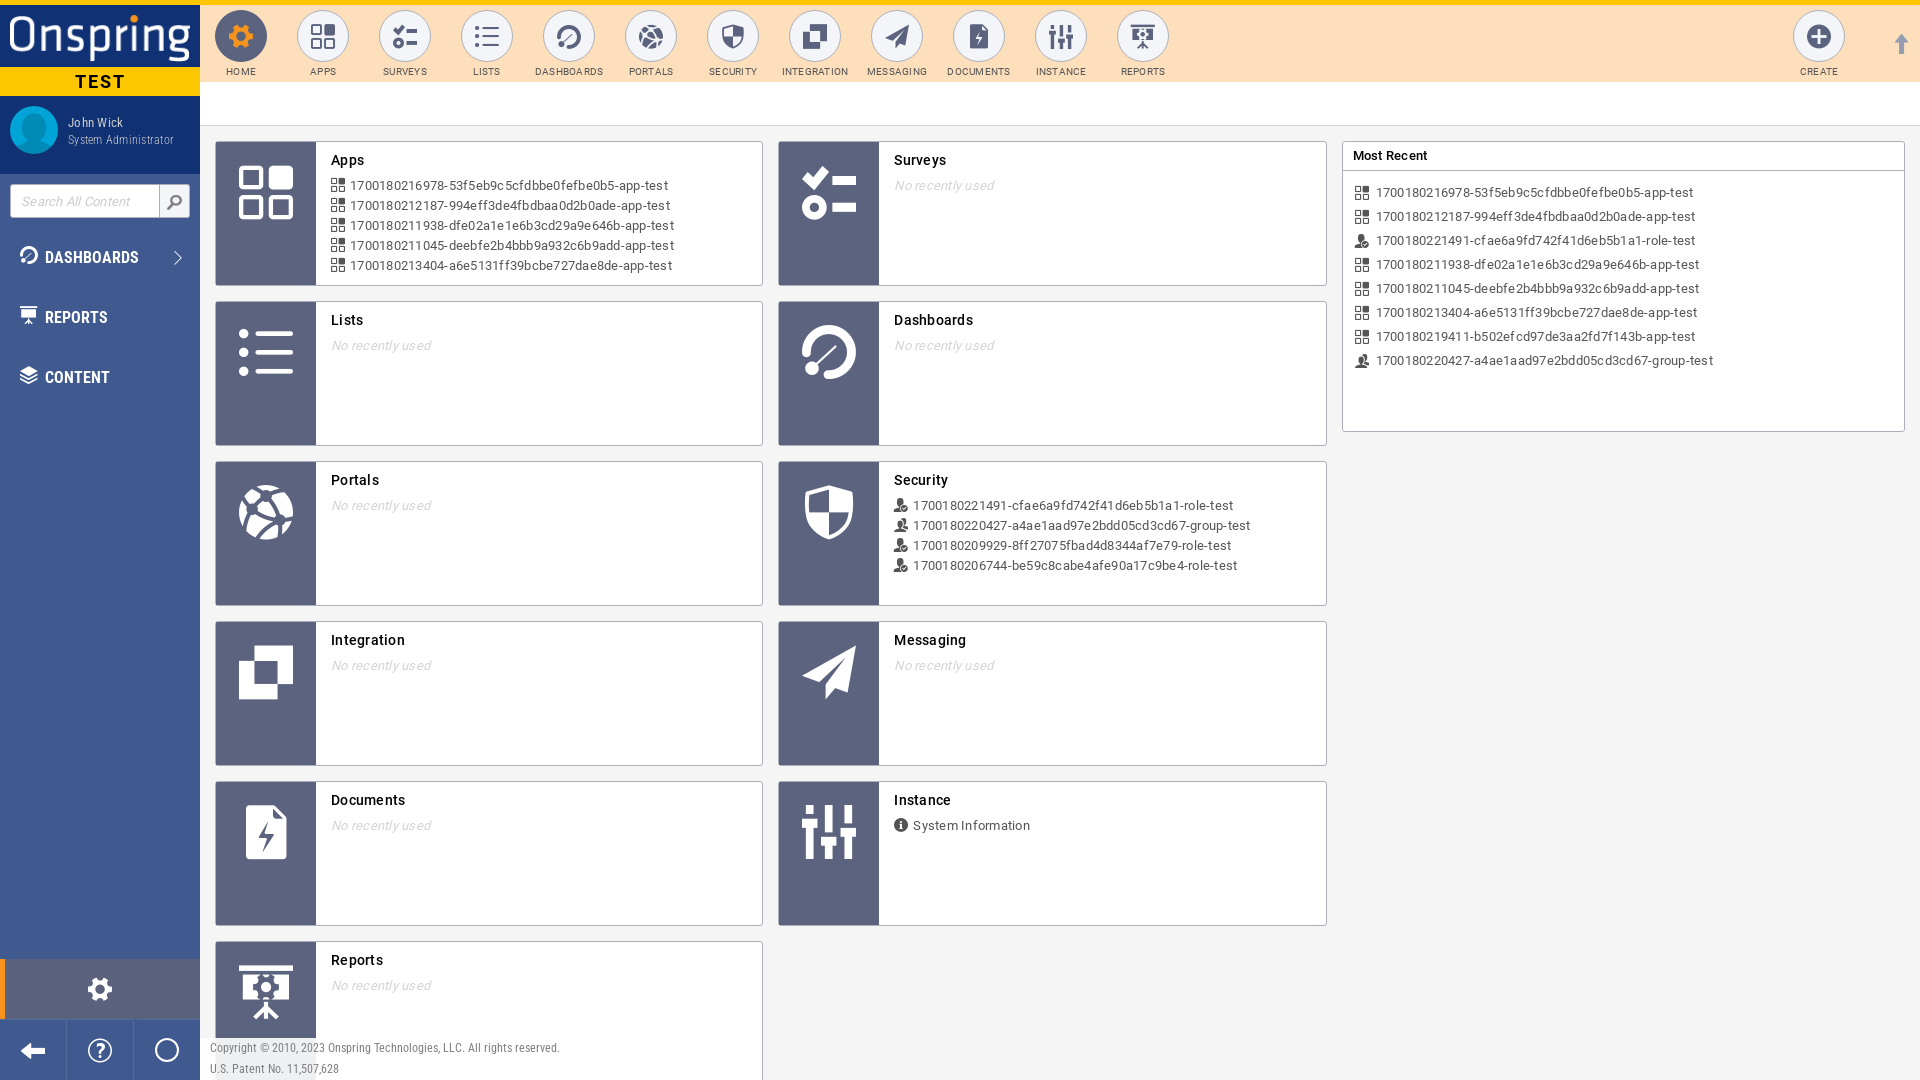 Onspring
TEST
John Wick
System Administrator
Search All Content
DASHBOARDS
REPORTS
CONTENT
HOME
APPS
SURVEYS
LISTS
DASHBOARDS
PORTALS
SECURITY
INTEGRATION
MESSAGING
DOCUMENTS
INSTANCE
REPORTS
CREATE
Apps
1700180216978-53f5eb9c5cfdbbe0fefbe0b5-app-test
1700180212187-994eff3de4fbdbaa0d2b0ade-app-test
1700180211938-dfe02a1e1e6b3cd29a9e646b-app-test
1700180211045-deebfe2b4bbb9a932c6b9add-app-test
1700180213404-a6e5131ff39bcbe727dae8de-app-test
Surveys
No recently used
Lists
No recently used
Dashboards
No recently used
Portals
No recently used
Security
1700180221491-cfae6a9fd742f41d6eb5b1a1-role-test
1700180220427-a4ae1aad97e2bdd05cd3cd67-group-test
1700180209929-8ff27075fbad4d8344af7e79-role-test
1700180206744-be59c8cabe4afe90a17c9be4-role-test
Integration
No recently used
Messaging
No recently used
Documents
No recently used
Instance
System Information
Reports
No recently used
Most Recent
1700180216978-53f5eb9c5cfdbbe0fefbe0b5-app-test
1700180212187-994eff3de4fbdbaa0d2b0ade-app-test
1700180221491-cfae6a9fd742f41d6eb5b1a1-role-test
1700180211938-dfe02a1e1e6b3cd29a9e646b-app-test
1700180211045-deebfe2b4bbb9a932c6b9add-app-test
1700180213404-a6e5131ff39bcbe727dae8de-app-test
1700180219411-b502efcd97de3aa2fd7f143b-app-test
1700180220427-a4ae1aad97e2bdd05cd3cd67-group-test
Copyright © 2010, 2023 Onspring Technologies, LLC. All rights reserved.
U.S. Patent No. 11,507,628